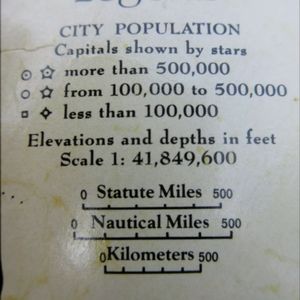 CITY POPULATION
Capitals shown by stars
more than 500,000
from 100,000 to 500,000
less than 100,000
Elevations and depths in feet
Scale 1: 41,849,600
0 Statute Miles 500
0 Nautical Miles 500
0 Kilometers 500